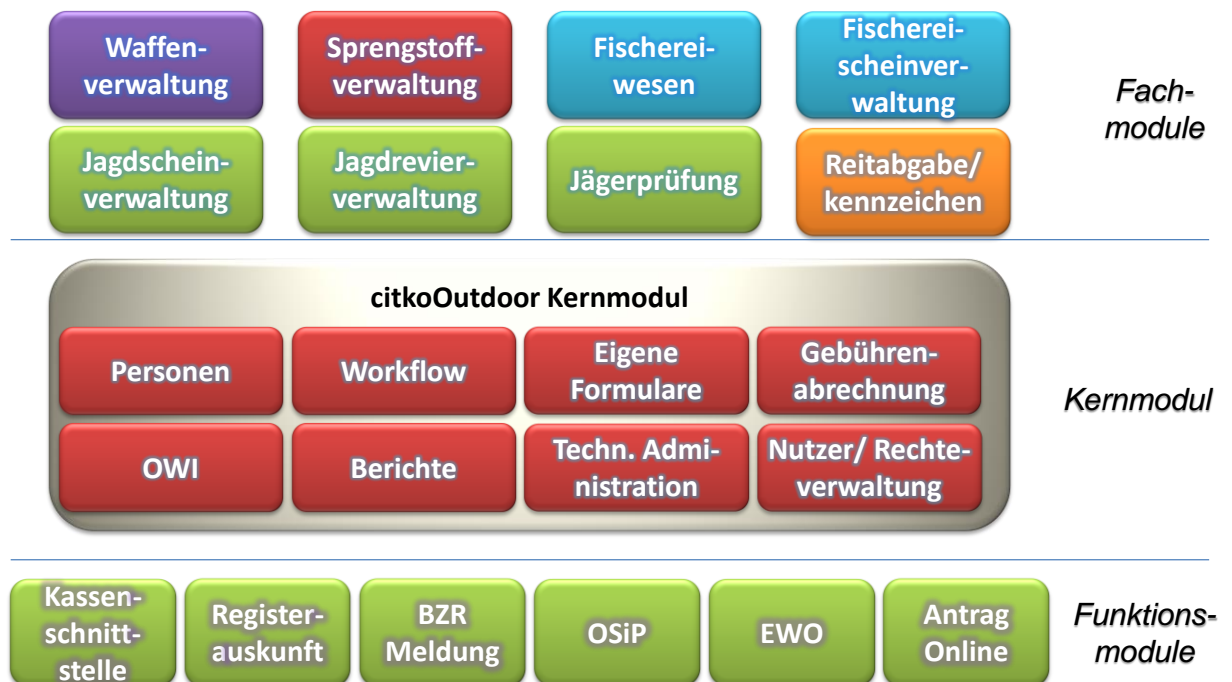 Waffen-
verwaltung
Sprengstoff-
verwaltung
Fischerei-
wesen
Fischerei-
scheinver-
waltung
Fach-
module
Jagdschein-
verwaltung
Jagdrevier-
verwaltung
Jägerprüfung
Reitabgabe/
kennzeichen
citkoOutdoor Kernmodul
Personen
Workflow
Eigene
Formulare
Gebühren-
abrechnung
Kernmodul
OWI
Berichte
Techn. Admi-
nistration
Nutzer/ Rechte-
verwaltung
Kassen-
schnitt-
stelle
Register-
auskunft
BZR
Meldung
OSiP
EWO
Antrag
Online
Funktions-
module